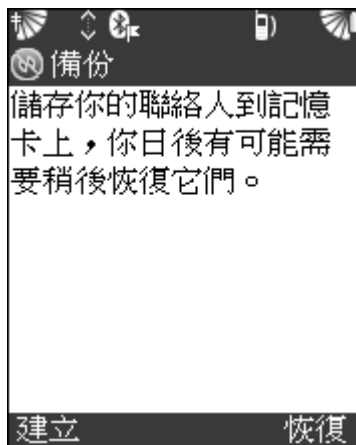 備份
儲存你的聯絡人到記憶
卡上，你日後有可能需
要稍後恢復它們。
建立
恢復